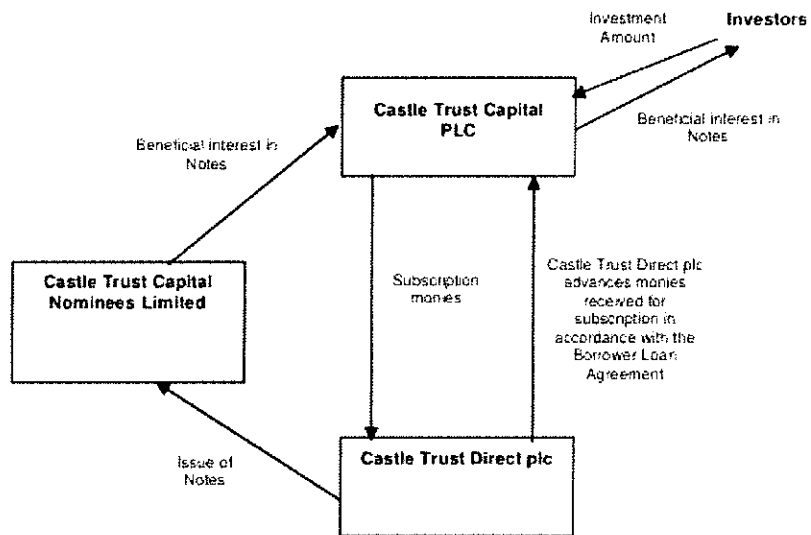 Investment
Amount
Investors
Castle Trust Capital
PLC
Beneficial interest in
Notes
Beneficial interest in
Notes
Castle Trust Capital
Nominees Limited
Subscription
monies
Castle Trust Direct plc
advances monies
received for
subscription in
accordance with the
Borrower Loan
Agreement
Issue of
Notes
Castle Trust Direct plc